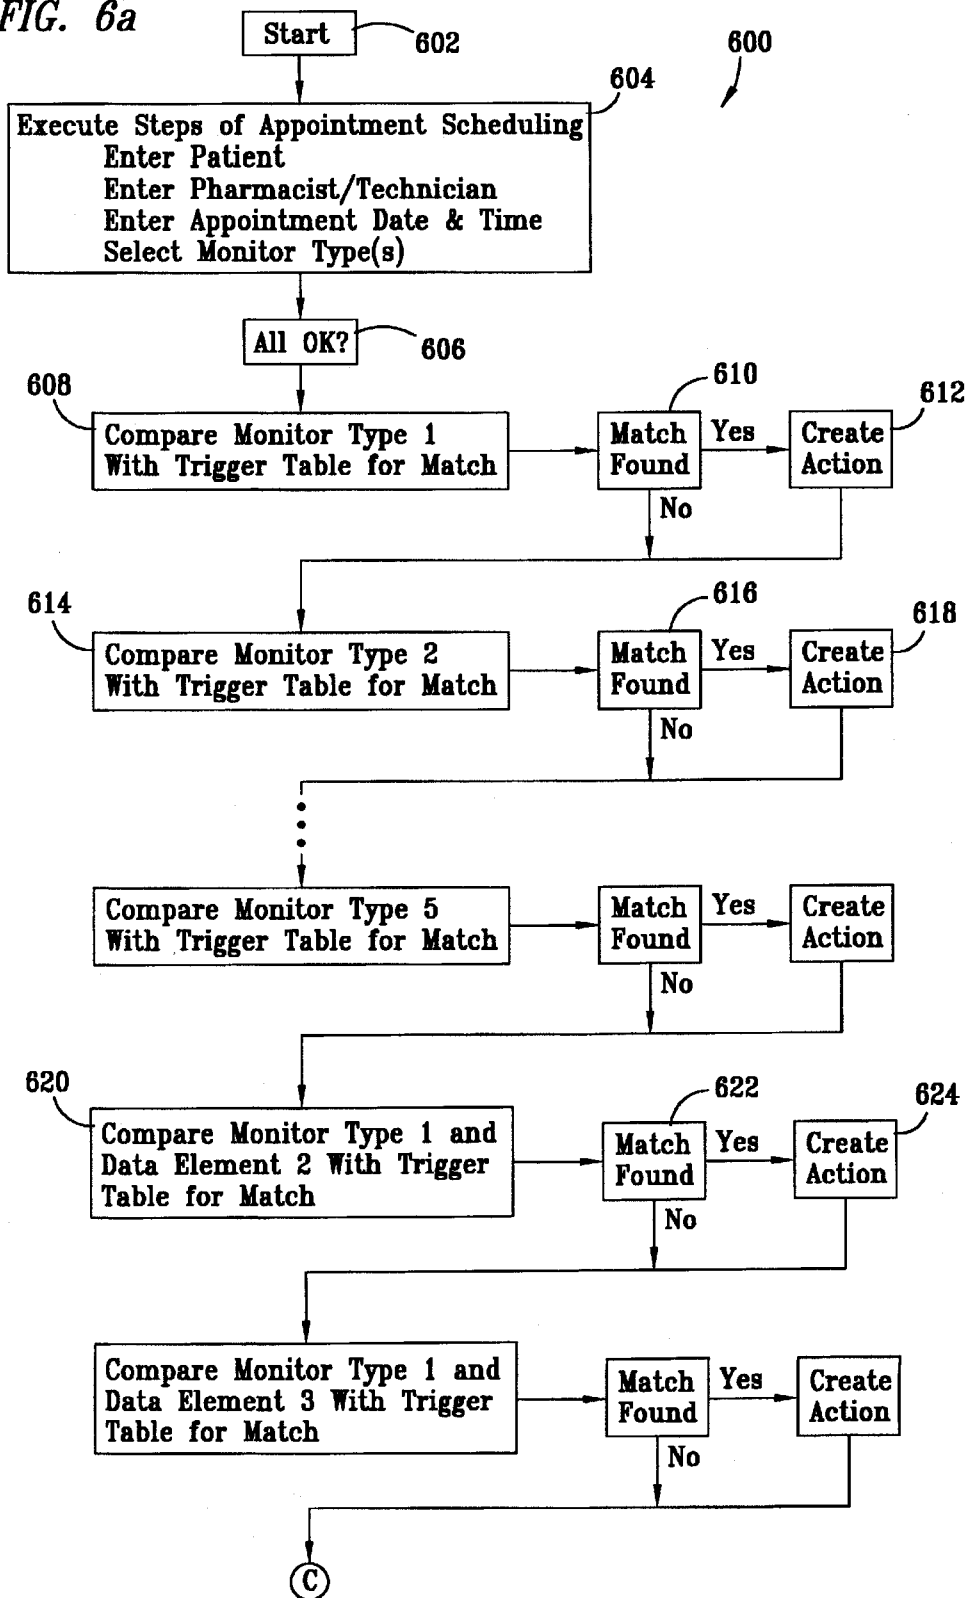 FIG. 6a
Start
602
600
604
Execute Steps of Appointment Scheduling
Enter Patient
Enter Pharmacist/Technician
Enter Appointment Date & Time
Select Monitor Type(s)
All OK?
606
608
Compare Monitor Type 1
With Trigger Table for Match
610
Match
Found
Yes
612
Create
Action
No
614
Compare Monitor Type 2
With Trigger Table for Match
616
Match
Found
Yes
618
Create
Action
No
Compare Monitor Type 5
With Trigger Table for Match
Match
Found
Yes
Create
Action
No
620
Compare Monitor Type 1 and
Data Element 2 With Trigger
Table for Match
622
Match
Found
Yes
624
Create
Action
No
Compare Monitor Type 1 and
Data Element 3 With Trigger
Table for Match
Match
Found
Yes
Create
Action
No
C